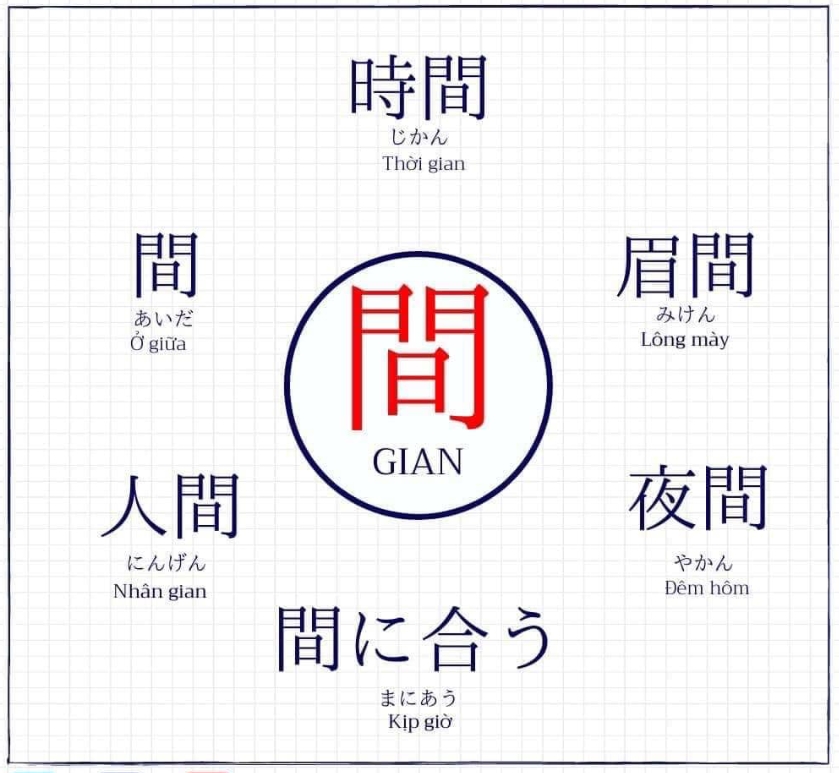 時間
じかん
Thời gian
間
あいだ
Ở giữa
眉間
みけん
Lông mày
間
GIAN
人間
にんげん
Nhân gian
夜間
やかん
Đêm hôm
間に合う
まにあう
Kịp giờ